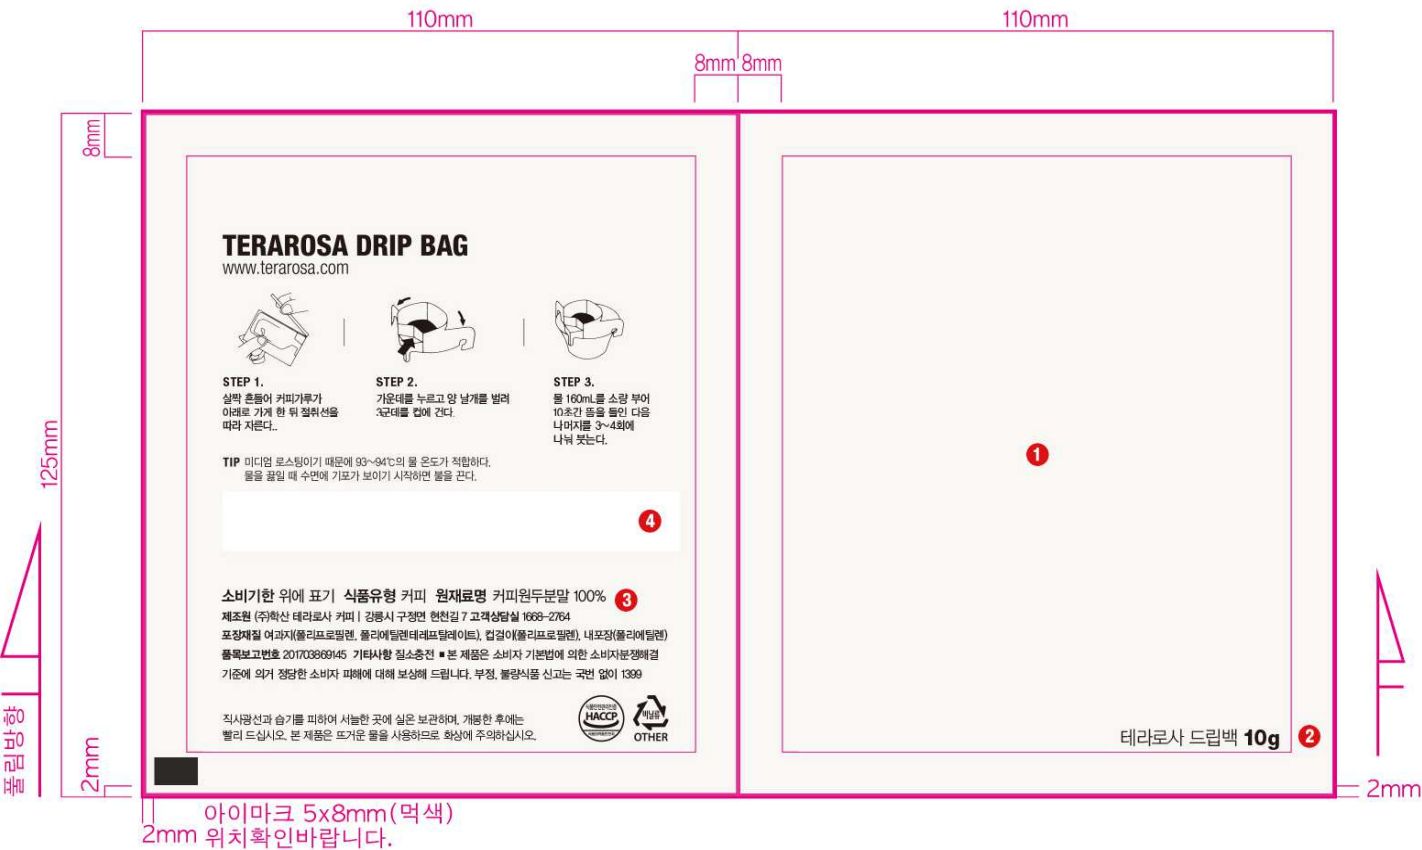 110mm
110mm
8mm
8mm
8mm
TERAROSA DRIP BAG
www.terarosa.com
STEP 1.
살짝 흔들어 커피가루가
아래로 가게 한 뒤 절취선을
따라 자른다..
STEP 2.
가운데를 누르고 양 날개를 벌려
3군데를 컵에 건다.
STEP 3.
물 160mL를 소량 부어
10초간 뜸을 들인 다음
나머지를 3~4회에
나눠 붓는다.
125mm
TIP 미디엄 로스팅이기 때문에 93~94℃의 물 온도가 적합하다.
물을 끓일 때 수면에 기포가 보이기 시작하면 불을 끈다.
1
4
소비기한 위에 표기 식품유형 커피 원재료명 커피원두분말 100% 3
제조원 (주)학산 테라로사 커피 | 강릉시 구정면 현천길 7 고객상담실 1668-2764
포장재질 여과지(폴리프로필렌, 폴리에틸렌테레프탈레이트), 컵걸이(폴리프로필렌), 내포장(폴리에틸렌)
품목보고번호 201703869145 기타사항 질소충전 ■ 본 제품은 소비자 기본법에 의한 소비자분쟁해결
기준에 의거 정당한 소비자 피해에 대해 보상해 드립니다. 부정, 불량식품 신고는 국번 없이 1399
직사광선과 습기를 피하여 서늘한 곳에 실온 보관하며, 개봉한 후에는
빨리 드십시오. 본 제품은 뜨거운 물을 사용하므로 화상에 주의하십시오.
HACCP
비닐류
OTHER
테라로사 드립백 10g 2
풀림방향
2mm
2mm
2mm
아이마크 5x8mm(먹색)
위치확인바랍니다.